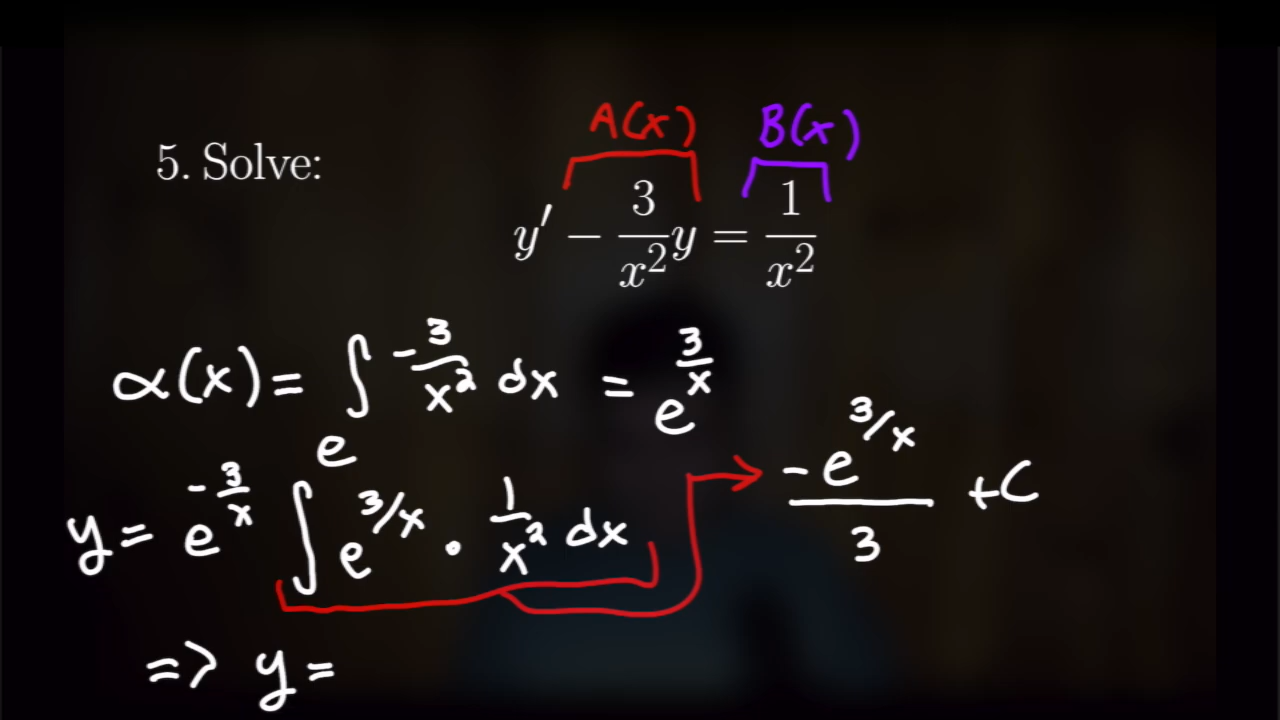 A(x) B(x)
5. Solve:
y′ − 3/x² y = 1/x²
α(x) = e^∫ -3/x² dx = e^3/x
y = e^-3/x ∫ e^3/x · 1/x² dx → -e^3/x / 3 + C
=> y =